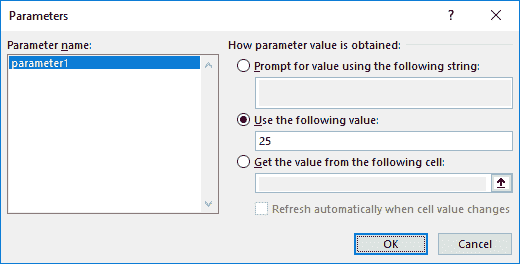 Parameters
?
Parameter name:
parameter1
How parameter value is obtained:
Prompt for value using the following string:
Use the following value:
25
Get the value from the following cell:
Refresh automatically when cell value changes
OK
Cancel